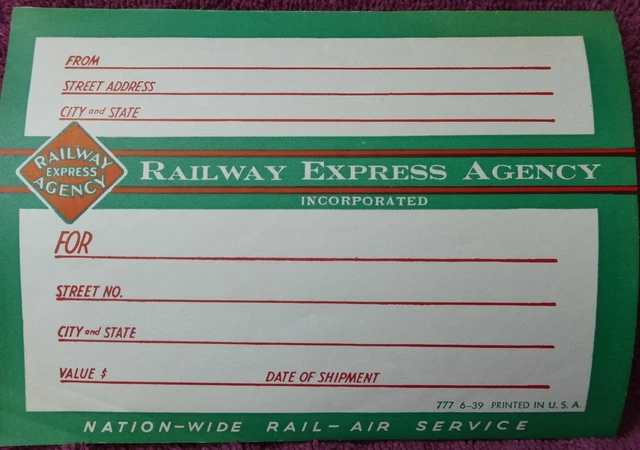 FROM
STREET ADDRESS
CITY and STATE
RAILWAY
EXPRESS
AGENCY
RAILWAY EXPRESS AGENCY
INCORPORATED
FOR
STREET NO.
CITY and STATE
VALUE $ DATE OF SHIPMENT
777 6-39 PRINTED IN U. S. A.
NATION-WIDE RAIL-AIR SERVICE